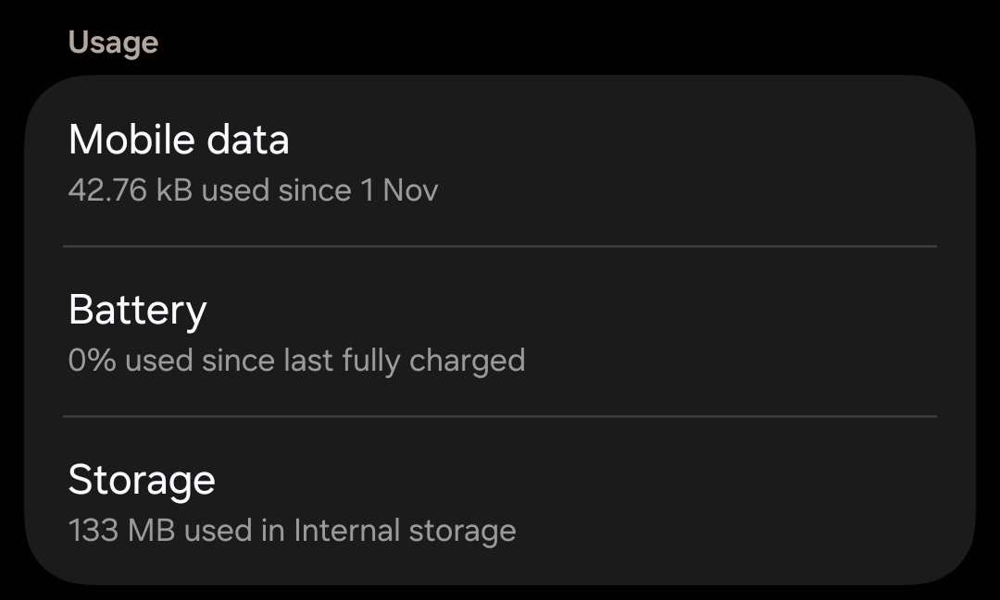 Usage
Mobile data
42.76 kB used since 1 Nov
Battery
0% used since last fully charged
Storage
133 MB used in Internal storage